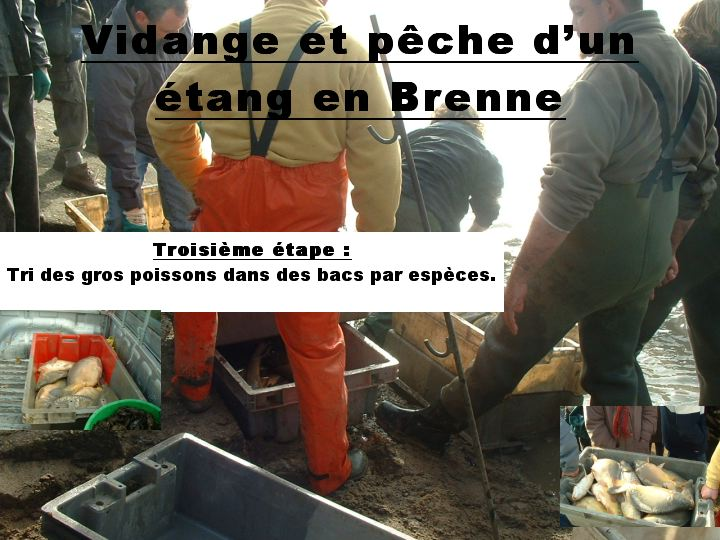 Vidange et pêche d’un
étang en Brenne
Troisième étape :
Tri des gros poissons dans des bacs par espèces.